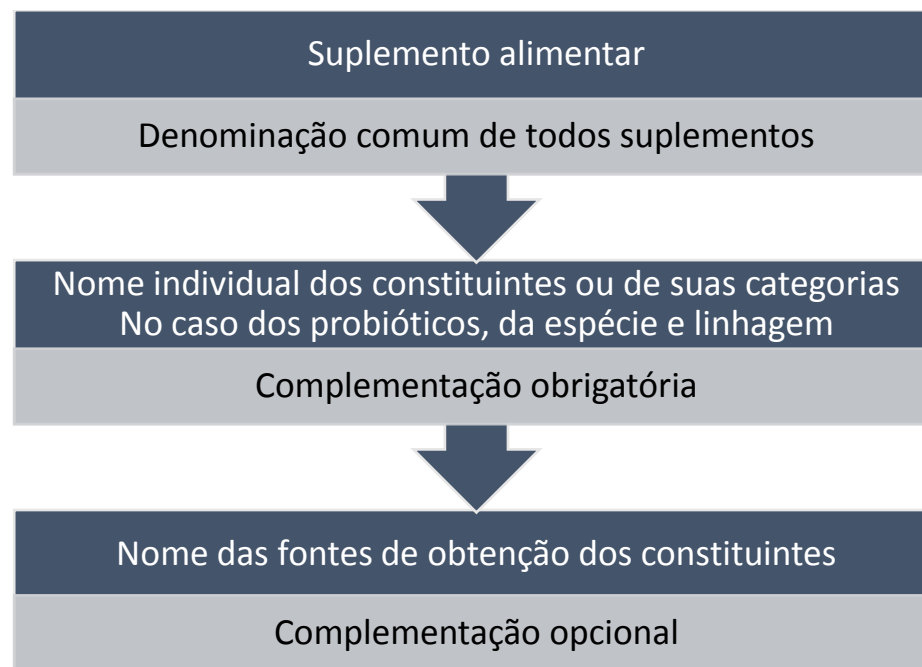 Suplemento alimentar
Denominação comum de todos suplementos
Nome individual dos constituintes ou de suas categorias
No caso dos probióticos, da espécie e linhagem
Complementação obrigatória
Nome das fontes de obtenção dos constituintes
Complementação opcional